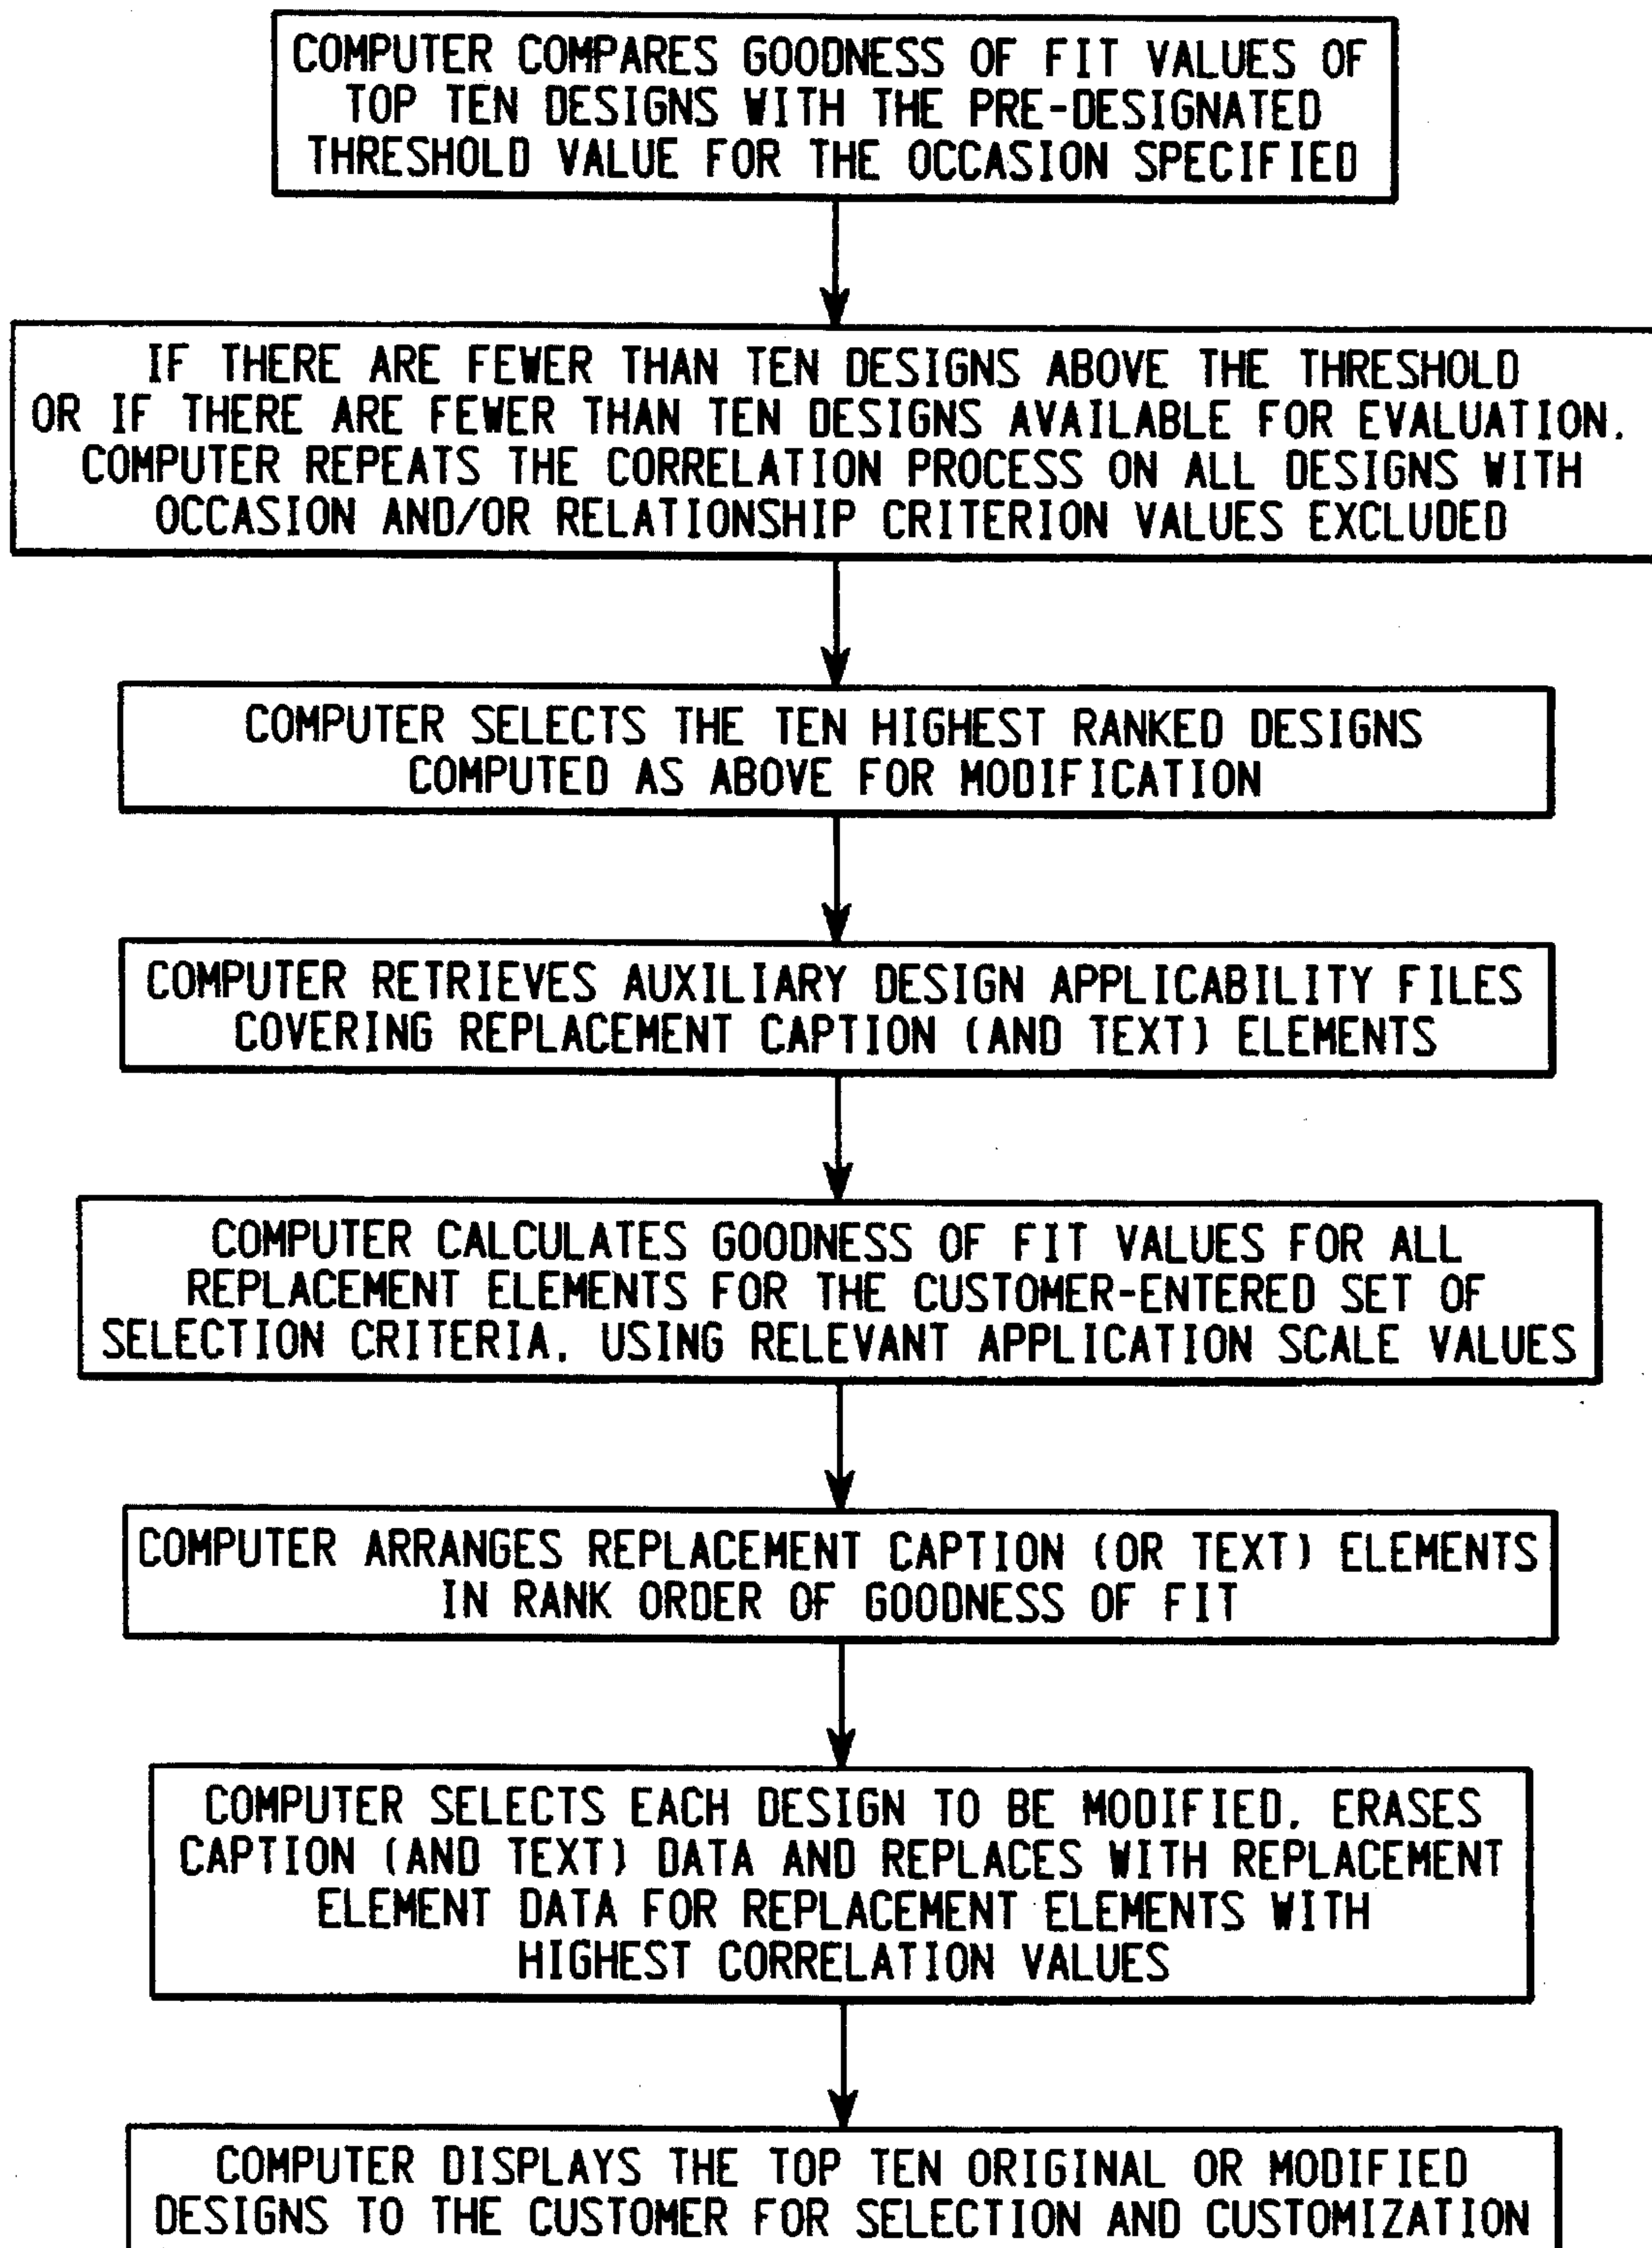 COMPUTER COMPARES GOODNESS OF FIT VALUES OF
TOP TEN DESIGNS WITH THE PRE-DESIGNATED
THRESHOLD VALUE FOR THE OCCASION SPECIFIED
IF THERE ARE FEWER THAN TEN DESIGNS ABOVE THE THRESHOLD
OR IF THERE ARE FEWER THAN TEN DESIGNS AVAILABLE FOR EVALUATION.
COMPUTER REPEATS THE CORRELATION PROCESS ON ALL DESIGNS WITH
OCCASION AND/OR RELATIONSHIP CRITERION VALUES EXCLUDED
COMPUTER SELECTS THE TEN HIGHEST RANKED DESIGNS
COMPUTED AS ABOVE FOR MODIFICATION
COMPUTER RETRIEVES AUXILIARY DESIGN APPLICABILITY FILES
COVERING REPLACEMENT CAPTION (AND TEXT) ELEMENTS
COMPUTER CALCULATES GOODNESS OF FIT VALUES FOR ALL
REPLACEMENT ELEMENTS FOR THE CUSTOMER-ENTERED SET OF
SELECTION CRITERIA. USING RELEVANT APPLICATION SCALE VALUES
COMPUTER ARRANGES REPLACEMENT CAPTION (OR TEXT) ELEMENTS
IN RANK ORDER OF GOODNESS OF FIT
COMPUTER SELECTS EACH DESIGN TO BE MODIFIED. ERASES
CAPTION (AND TEXT) DATA AND REPLACES WITH REPLACEMENT
ELEMENT DATA FOR REPLACEMENT ELEMENTS WITH
HIGHEST CORRELATION VALUES
COMPUTER DISPLAYS THE TOP TEN ORIGINAL OR MODIFIED
DESIGNS TO THE CUSTOMER FOR SELECTION AND CUSTOMIZATION